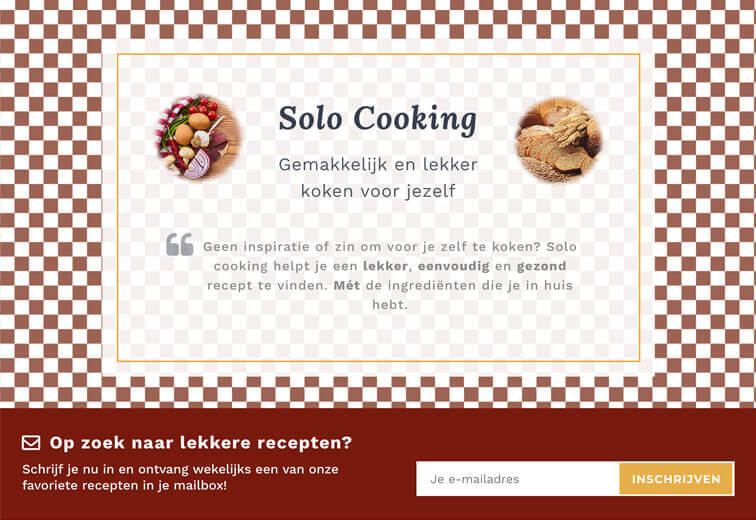 Solo Cooking
Gemakkelijk en lekker
koken voor jezelf
Geen inspiratie of zin om voor je zelf te koken? Solo
cooking helpt je een lekker, eenvoudig en gezond
recept te vinden. Mét de ingrediënten die je in huis
hebt.
Op zoek naar lekkere recepten?
Schrijf je nu in en ontvang wekelijks een van onze
favoriete recepten in je mailbox!
Je e-mailadres
INSCHRIJVEN